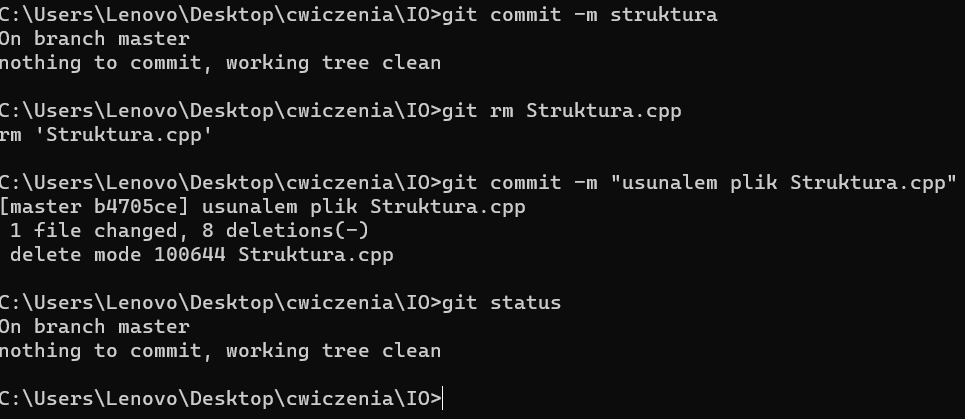 C:\Users\Lenovo\Desktop\cwiczenia\IO>git commit -m struktura
On branch master
nothing to commit, working tree clean
C:\Users\Lenovo\Desktop\cwiczenia\IO>git rm Struktura.cpp
rm 'Struktura.cpp'
C:\Users\Lenovo\Desktop\cwiczenia\IO>git commit -m "usunalem plik Struktura.cpp"
[master b4705ce] usunalem plik Struktura.cpp
 1 file changed, 8 deletions(-)
 delete mode 100644 Struktura.cpp
C:\Users\Lenovo\Desktop\cwiczenia\IO>git status
On branch master
nothing to commit, working tree clean
C:\Users\Lenovo\Desktop\cwiczenia\IO>